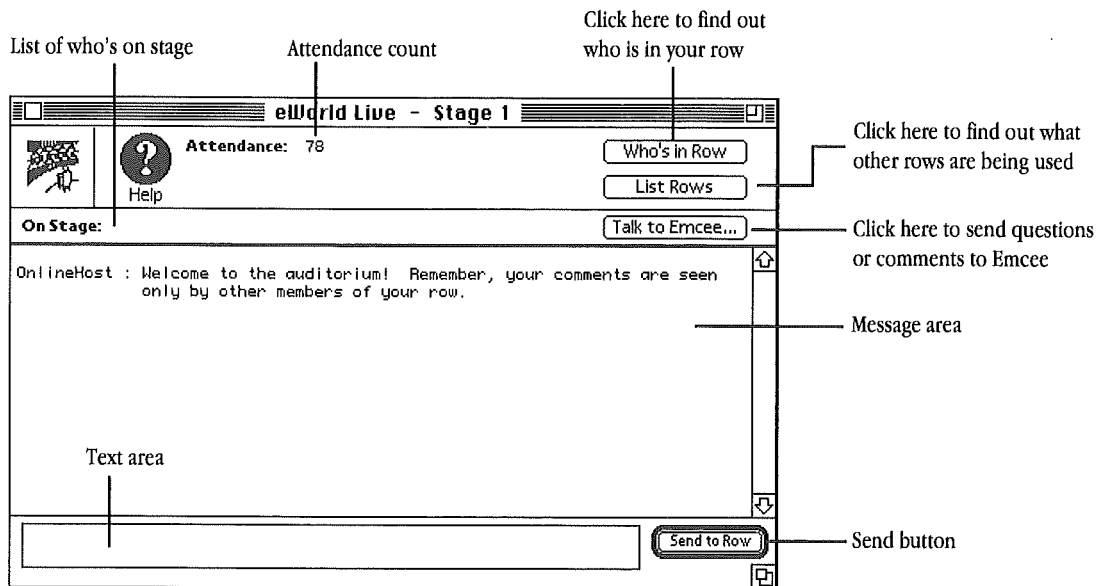 Click here to find out
who is in your row
List of who's on stage
Attendance count
eWorld Live - Stage 1
Attendance: 78
Who's in Row
Click here to find out what
other rows are being used
Help
List Rows
On Stage:
Talk to Emcee...
Click here to send questions
or comments to Emcee
OnlineHost : Welcome to the auditorium! Remember, your comments are seen
only by other members of your row.
Message area
Text area
Send to Row
Send button